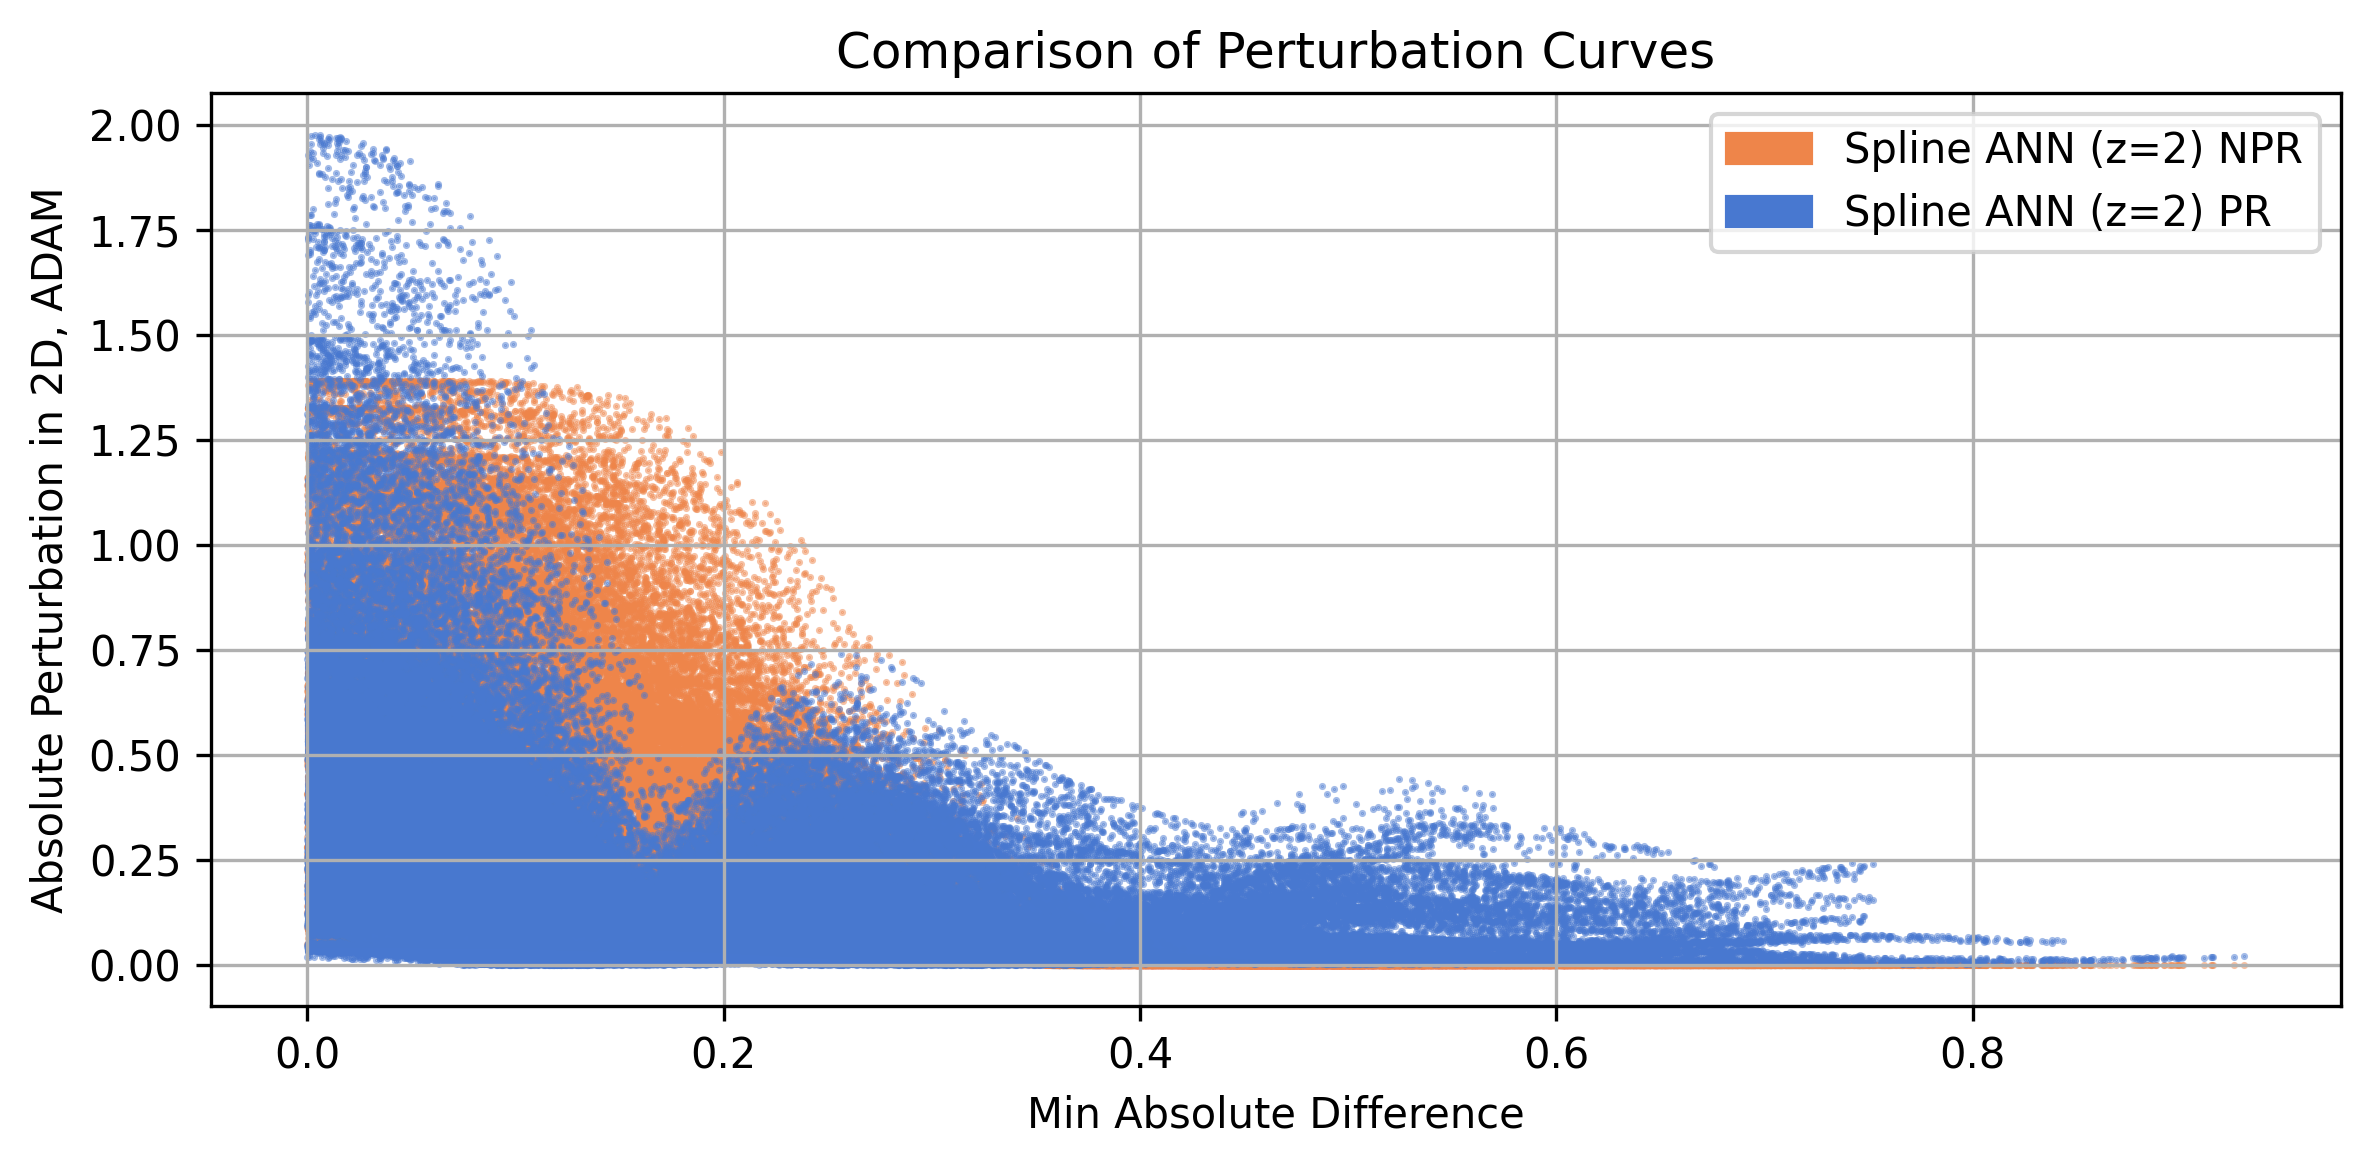 Comparison of Perturbation Curves
Absolute Perturbation in 2D, ADAM
2.00
1.75
1.50
1.25
1.00
0.75
0.50
0.25
0.00
Spline ANN (z=2) NPR
Spline ANN (z=2) PR
0.0 0.2 0.4 0.6 0.8
Min Absolute Difference